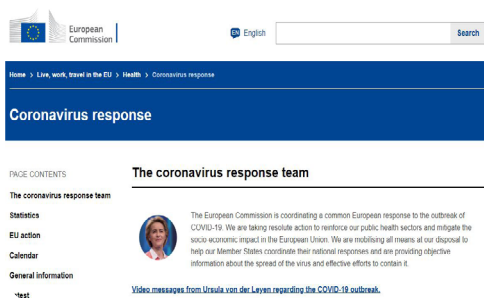 European
Commission
EN English
Search
Home > Live, work, travel in the EU > Health > Coronavirus response
Coronavirus response
PAGE CONTENTS
The coronavirus response team
Statistics
EU action
Calendar
General information
The coronavirus response team
The European Commission is coordinating a common European response to the outbreak of
COVID-19. We are taking resolute action to reinforce our public health sectors and mitigate the
socio economic impact in the European Union. We are mobilising all means at our disposal to
help our Member States coordinate their national responses and are providing objective
information about the spread of the virus and effective efforts to contain it.
Video messages from Ursula von der Leyen regarding the COVID-19 outbreak.